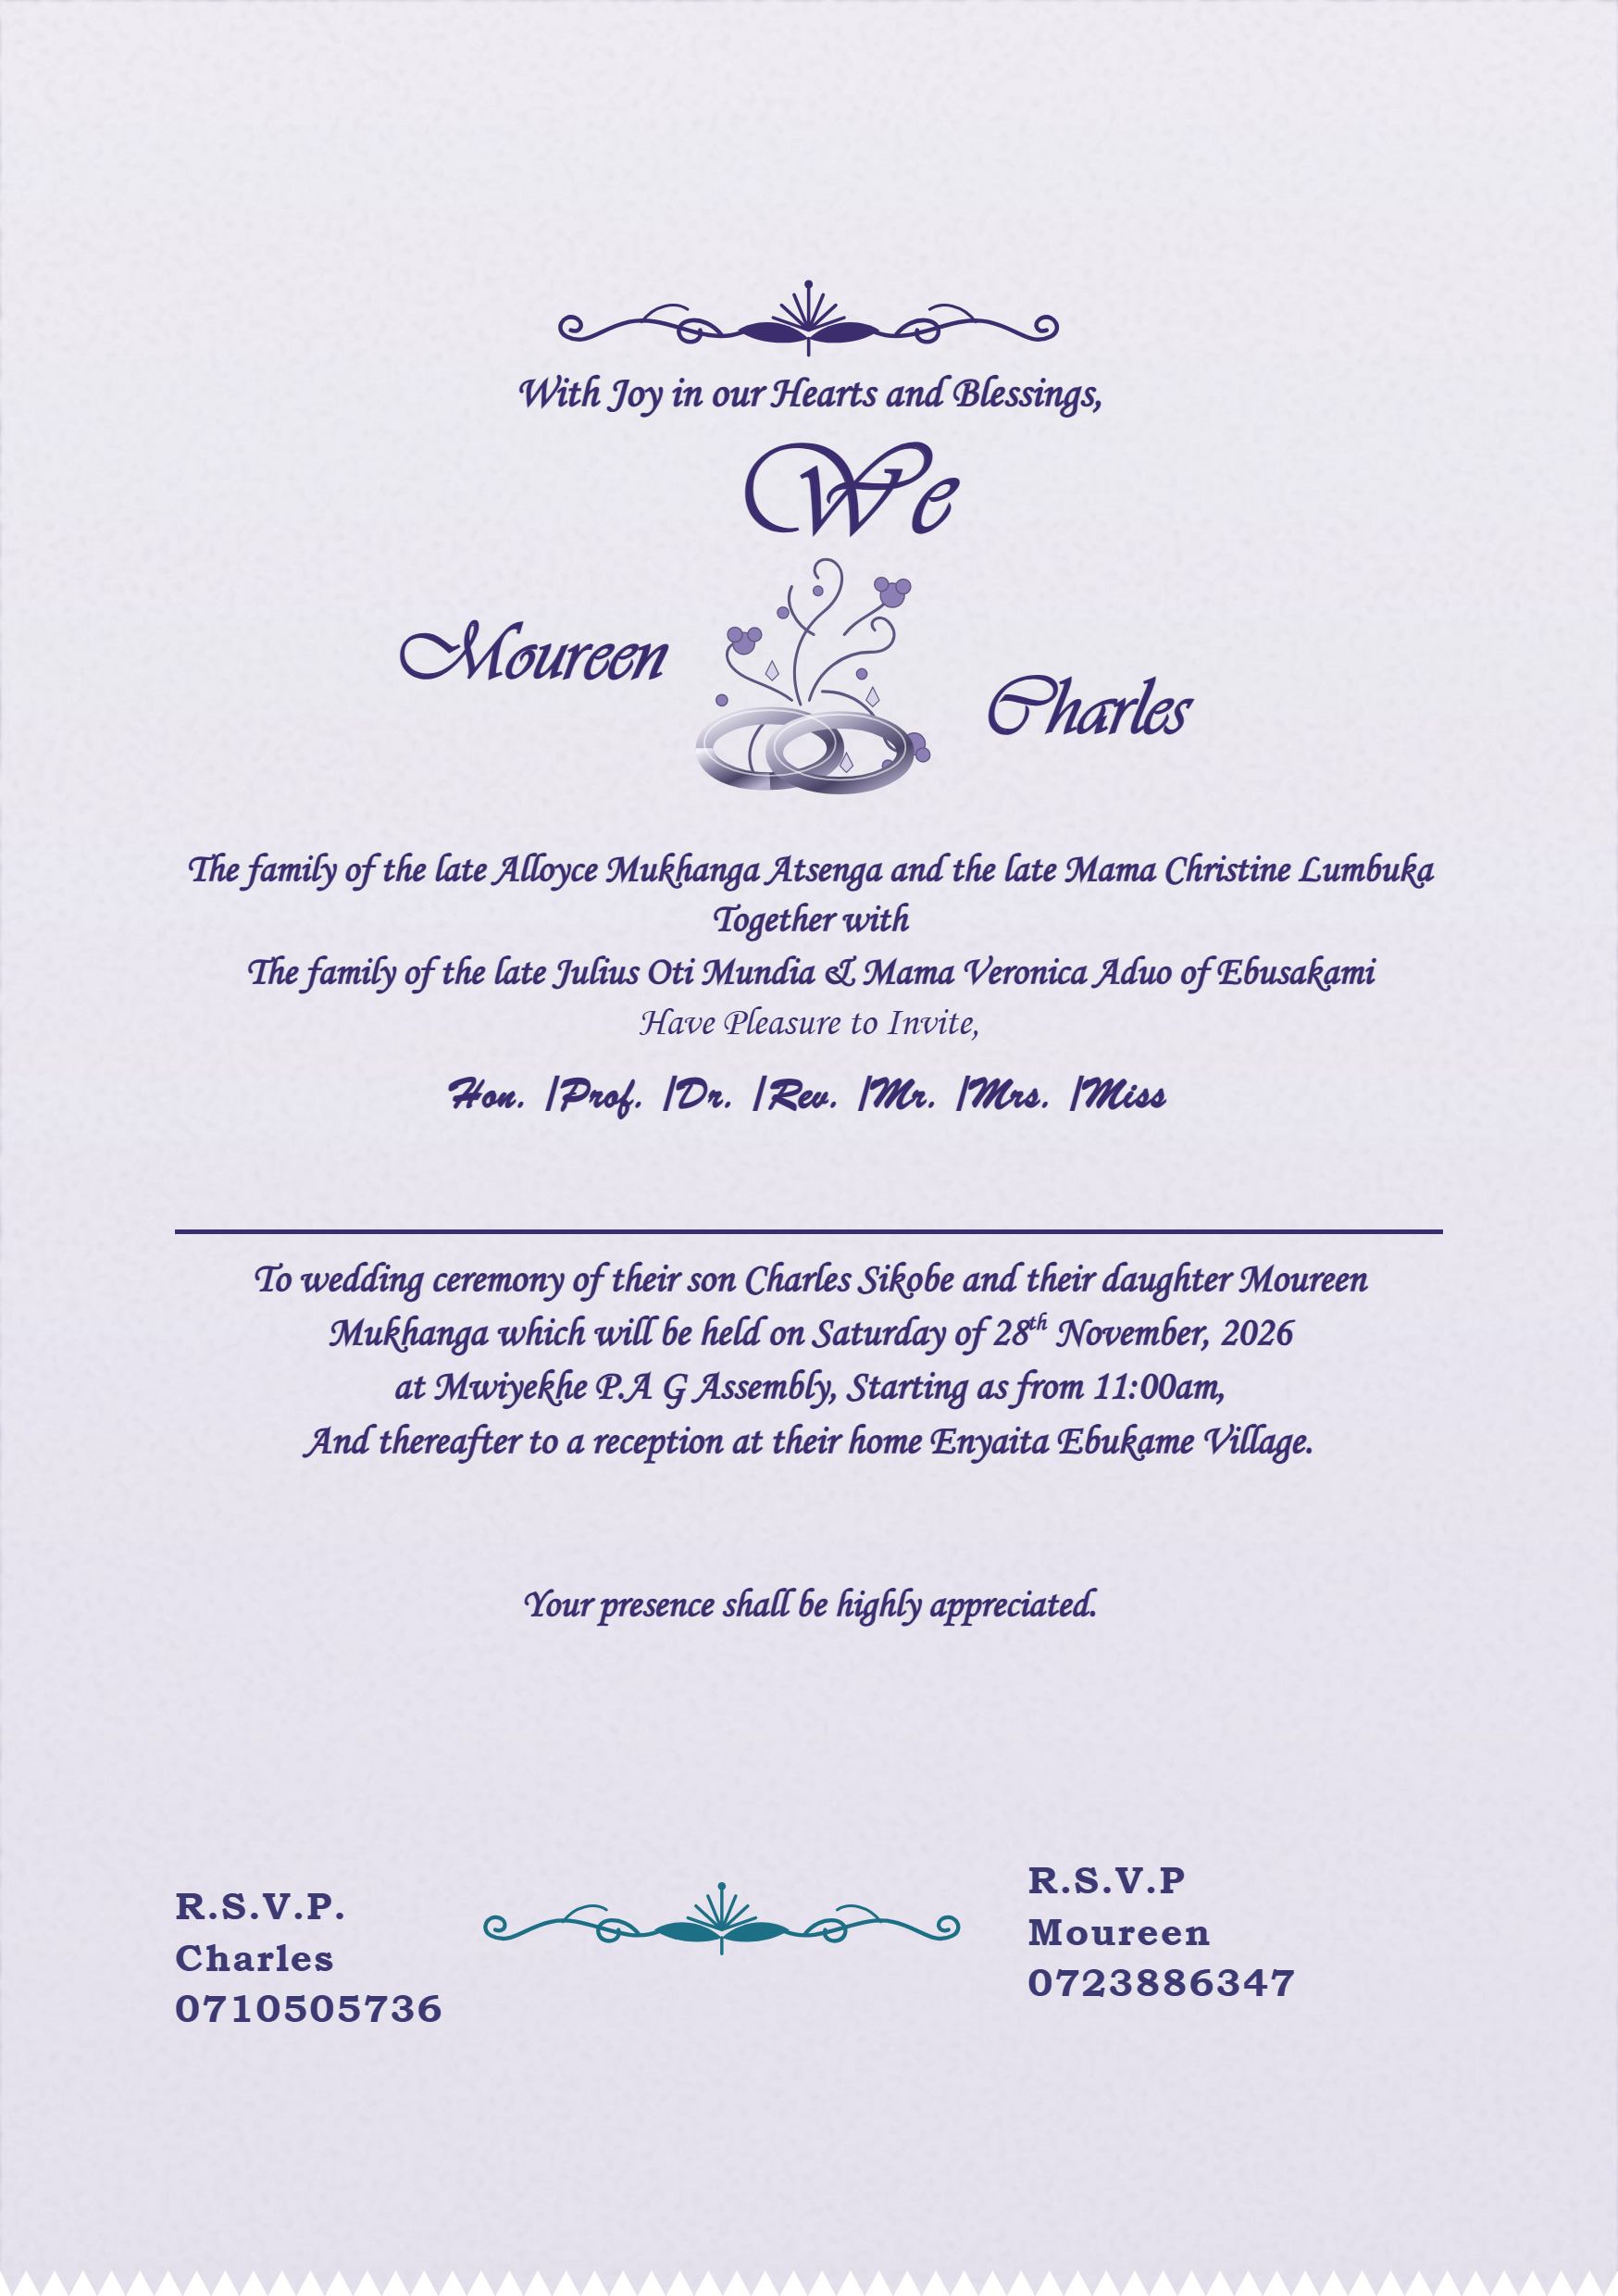 With Joy in our Hearts and Blessings,
We
Moureen
Charles
The family of the late Alloyce Mukhanga Atsenga and the late Mama Christine Lumbuka
Together with
The family of the late Julius Oti Mundia & Mama Veronica Aduo of Ebusakami
Have Pleasure to Invite,
Hon. |Prof. |Dr. |Rev. |Mr. |Mrs. |Miss
To wedding ceremony of their son Charles Sikobe and their daughter Moureen
Mukhanga which will be held on Saturday of 28th November, 2026
at Mwiyekhe P.A G Assembly, Starting as from 11:00am,
And thereafter to a reception at their home Enyaita Ebukame Village.
Your presence shall be highly appreciated.
R.S.V.P.
Charles
0710505736
R.S.V.P
Moureen
0723886347